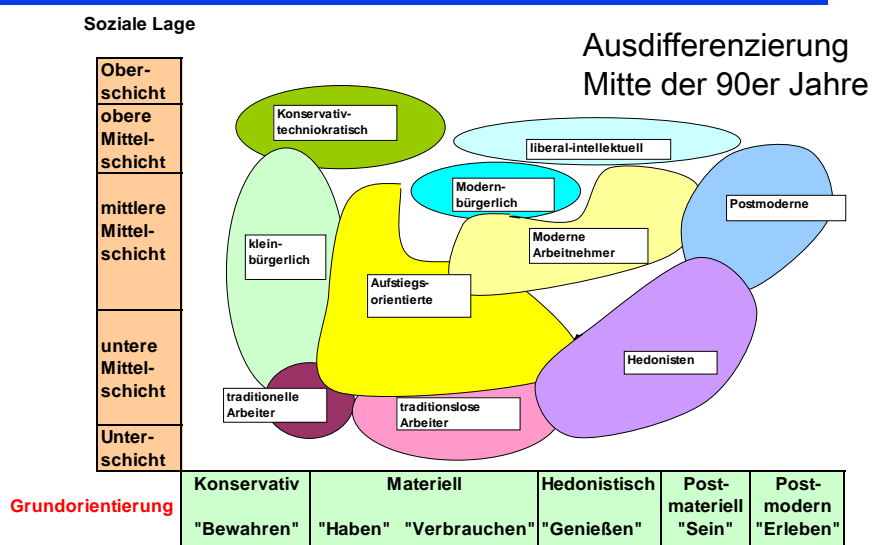 Soziale Lage
Ausdifferenzierung
Mitte der 90er Jahre
Ober-
schicht
obere
Mittel-
schicht
mittlere
Mittel-
schicht
untere
Mittel-
schicht
Unter-
schicht
Konservativ-
techniokratisch
liberal-intellektuell
Modern-
bürgerlich
Postmoderne
klein-
bürgerlich
Moderne
Arbeitnehmer
Aufstiegs-
orientierte
Hedonisten
traditionelle
Arbeiter
traditionslose
Arbeiter
Grundorientierung
Konservativ
"Bewahren"
Materiell
"Haben" "Verbrauchen"
Hedonistisch
"Genießen"
Post-
materiell
"Sein"
Post-
modern
"Erleben"